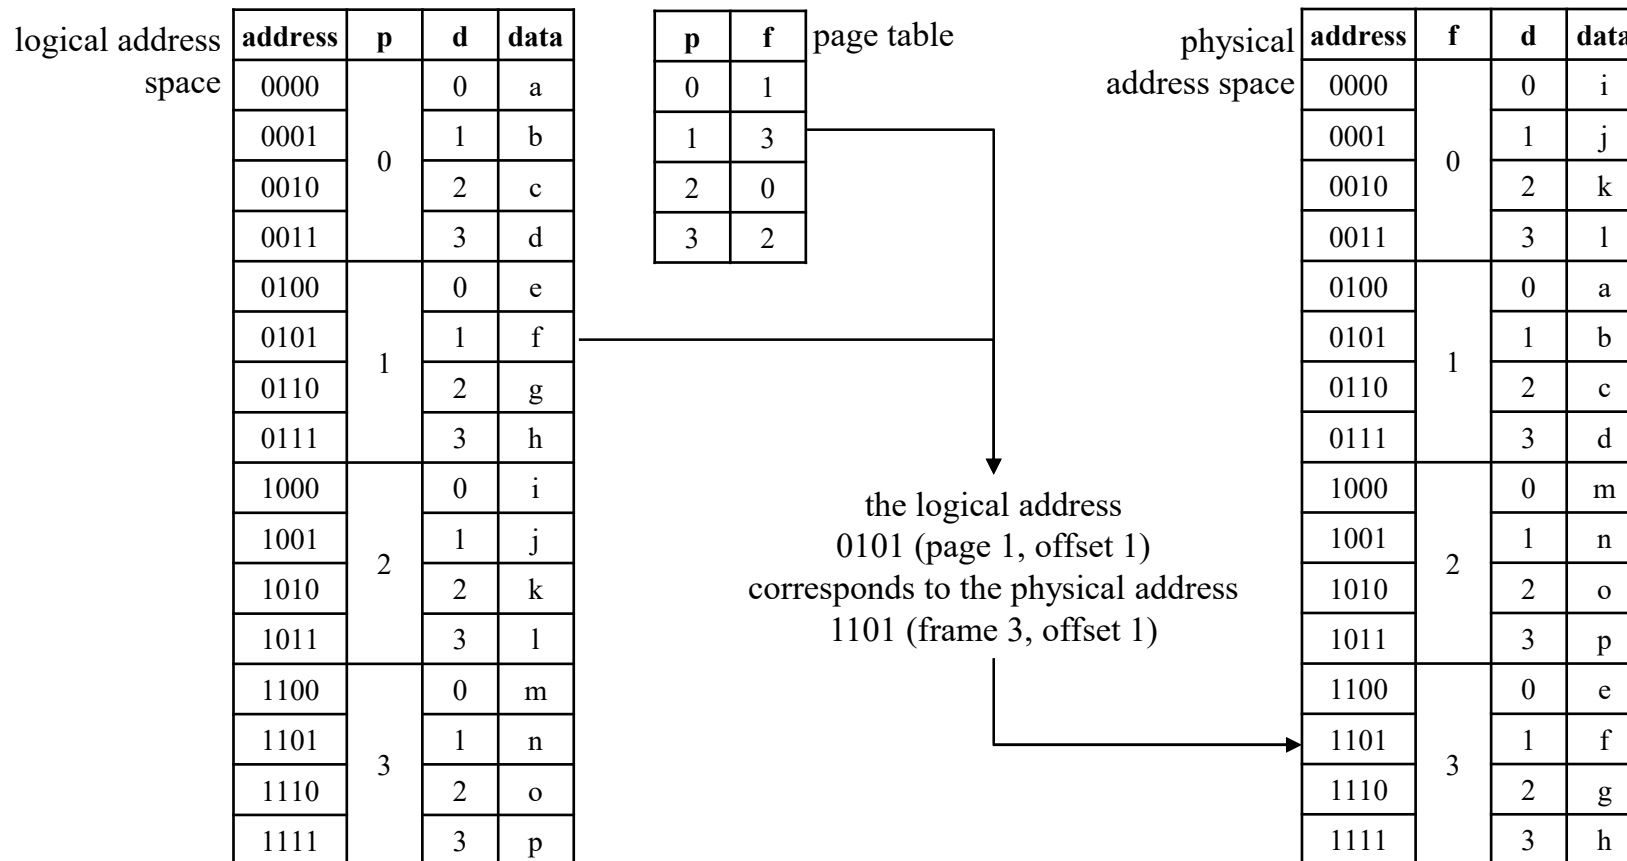 logical address
space
address p d data
0000 0 a
0001 1 b
0 
0010 2 c
0011 3 d
0100 0 e
0101 1 f
1
0110 2 g
0111 3 h
1000 0 i
1001 1 j
2
1010 2 k
1011 3 l
1100 0 m
1101 1 n
3
1110 2 o
1111 3 p
p f
0 1
1 3
2 0
3 2
page table
the logical address
0101 (page 1, offset 1)
corresponds to the physical address
1101 (frame 3, offset 1)
physical
address space
address f d data
0000 0 i
0001 1 j
0
0010 2 k
0011 3 l
0100 0 a
0101 1 b
1
0110 2 c
0111 3 d
1000 0 m
1001 1 n
2
1010 2 o
1011 3 p
1100 0 e
1101 1 f
3
1110 2 g
1111 3 h